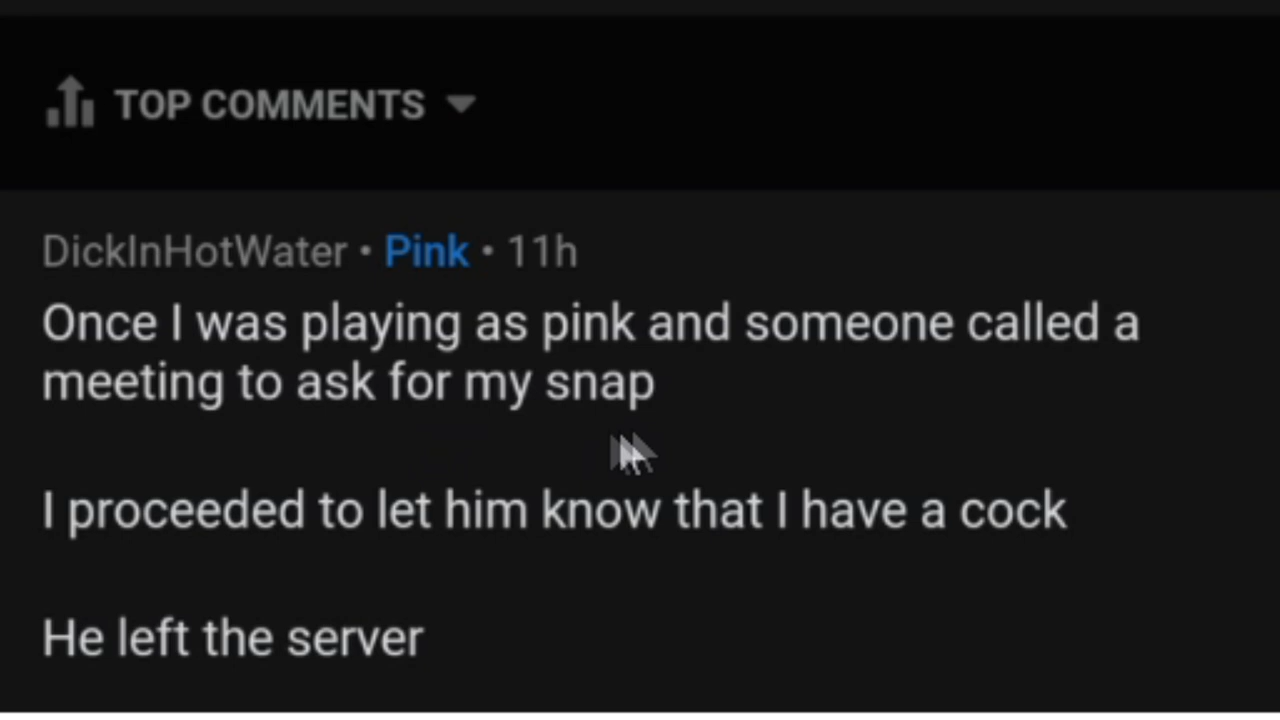 TOP COMMENTS
DickInHotWater • Pink • 11h
Once I was playing as pink and someone called a
meeting to ask for my snap
I proceeded to let him know that I have a cock
He left the server